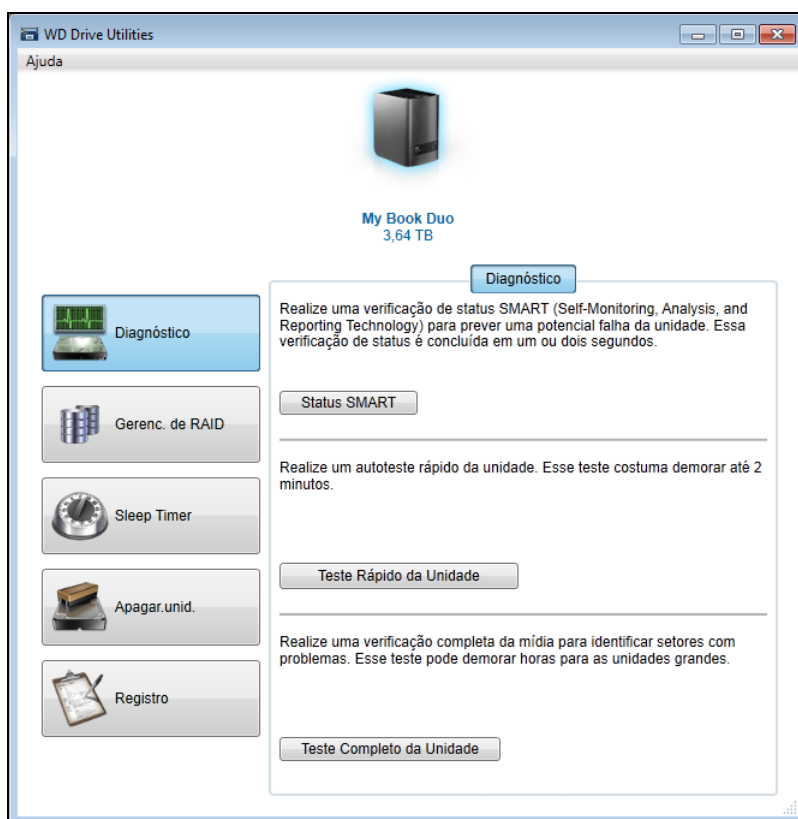 WD Drive Utilities
Ajuda
My Book Duo
3,64 TB
Diagnóstico
Diagnóstico
Gerenc. de RAID
Sleep Timer
Apagar.unid.
Registro
Realize uma verificação de status SMART (Self-Monitoring, Analysis, and
Reporting Technology) para prever uma potencial falha da unidade. Essa
verificação de status é concluída em um ou dois segundos.
Status SMART
Realize um autoteste rápido da unidade. Esse teste costuma demorar até 2
minutos.
Teste Rápido da Unidade
Realize uma verificação completa da mídia para identificar setores com
problemas. Esse teste pode demorar horas para as unidades grandes.
Teste Completo da Unidade